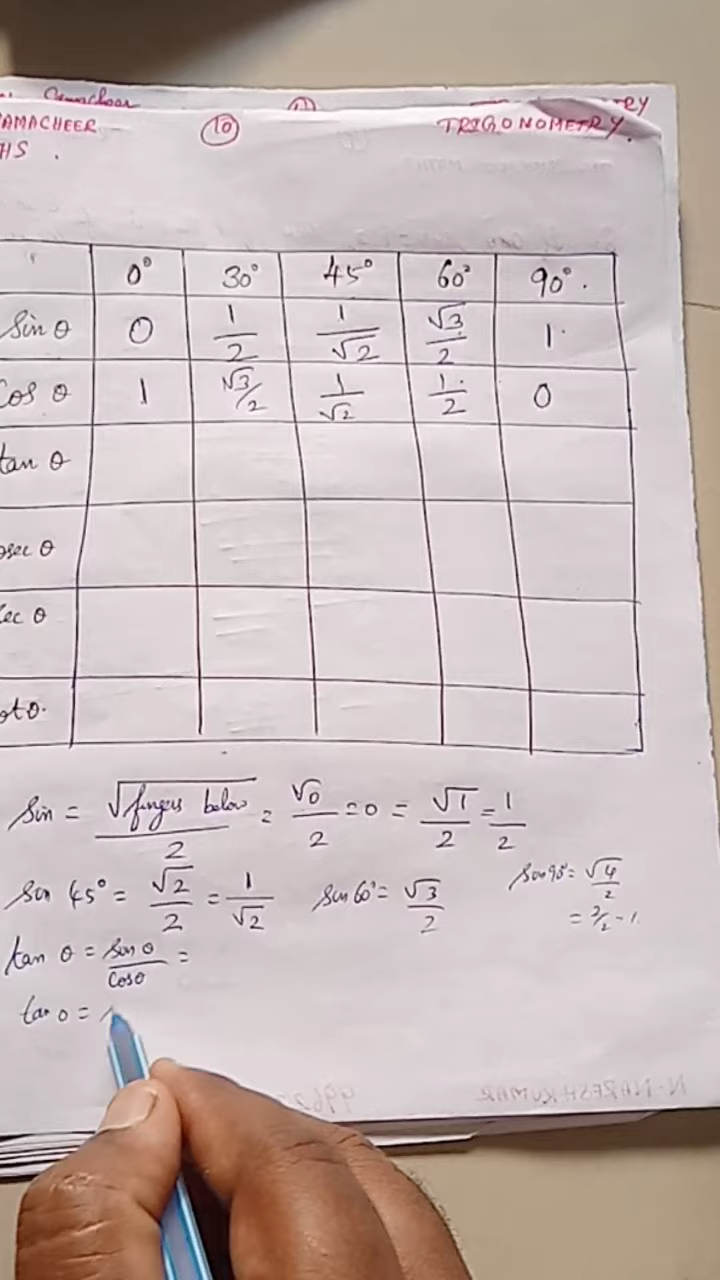 AMACHEER
10
TRIGONOMETRY.
HS .
0° 30° 45° 60° 90° .
Sin θ 0 1/2 1/√2 √3/2 1.
Cos θ 1 √3/2 1/√2 1/2 0
tan θ
osec θ
ec θ
ot θ.
Sin = √fingers below/2 = √0/2 = 0 = √1/2 = 1/2
Sin 45° = √2/2 = 1/√2 Sin 60° = √3/2 Sin 90° = √4/2
= 2/2 - 1.
tan θ = Sin θ/Cos θ =
tan 0 =